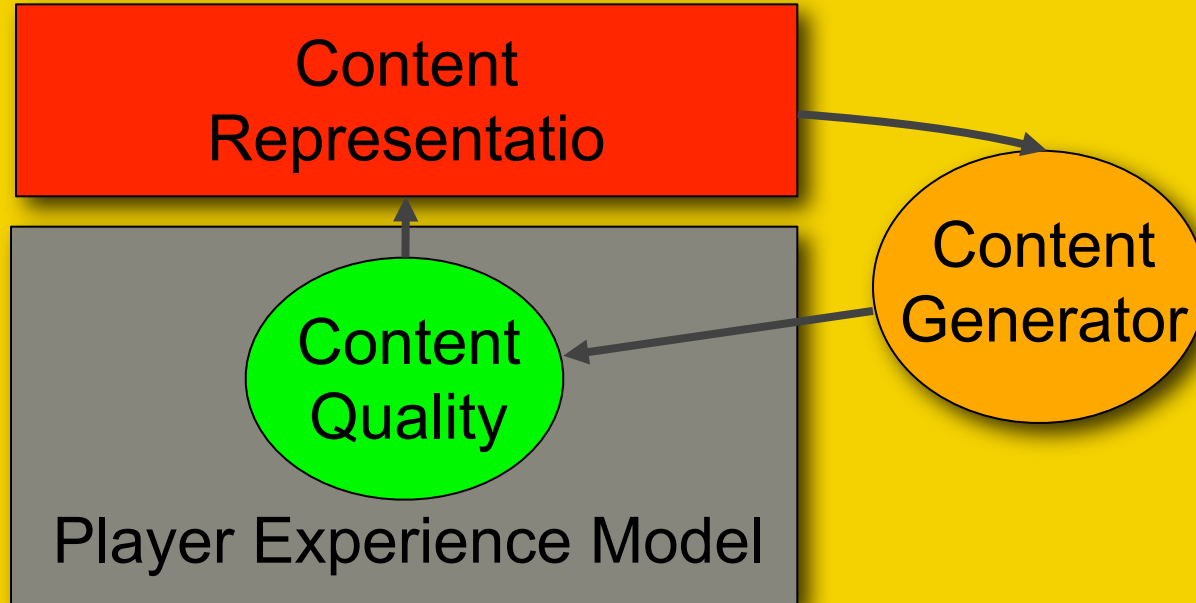 Content
Representatio
Content
Generator
Content
Quality
Player Experience Model